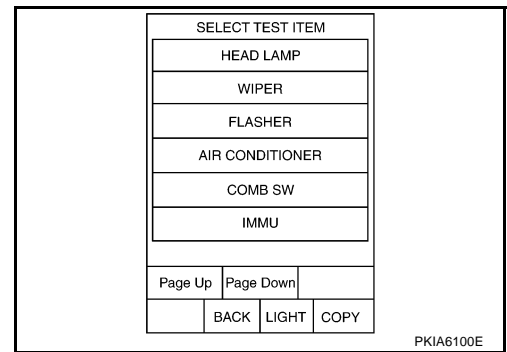 SELECT TEST ITEM
HEAD LAMP
WIPER
FLASHER
AIR CONDITIONER
COMB SW
IMMU
Page Up Page Down
BACK LIGHT COPY
PKIA6100E